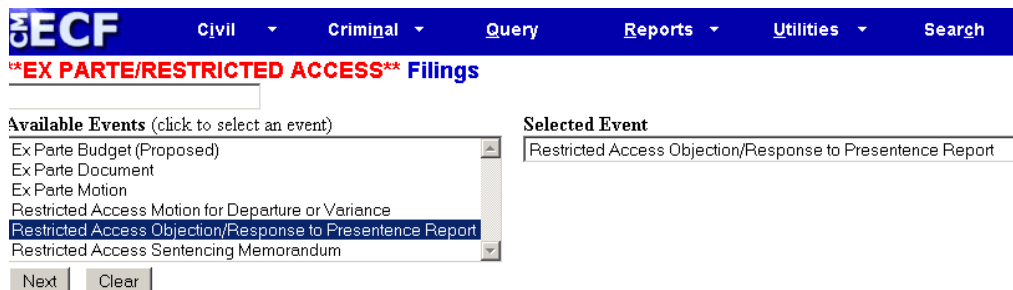 CM ECF Civil Criminal Query Reports Utilities Search
**EX PARTE/RESTRICTED ACCESS** Filings
Available Events (click to select an event)
Ex Parte Budget (Proposed)
Ex Parte Document
Ex Parte Motion
Restricted Access Motion for Departure or Variance
Restricted Access Objection/Response to Presentence Report
Restricted Access Sentencing Memorandum
Next Clear
Selected Event
Restricted Access Objection/Response to Presentence Report